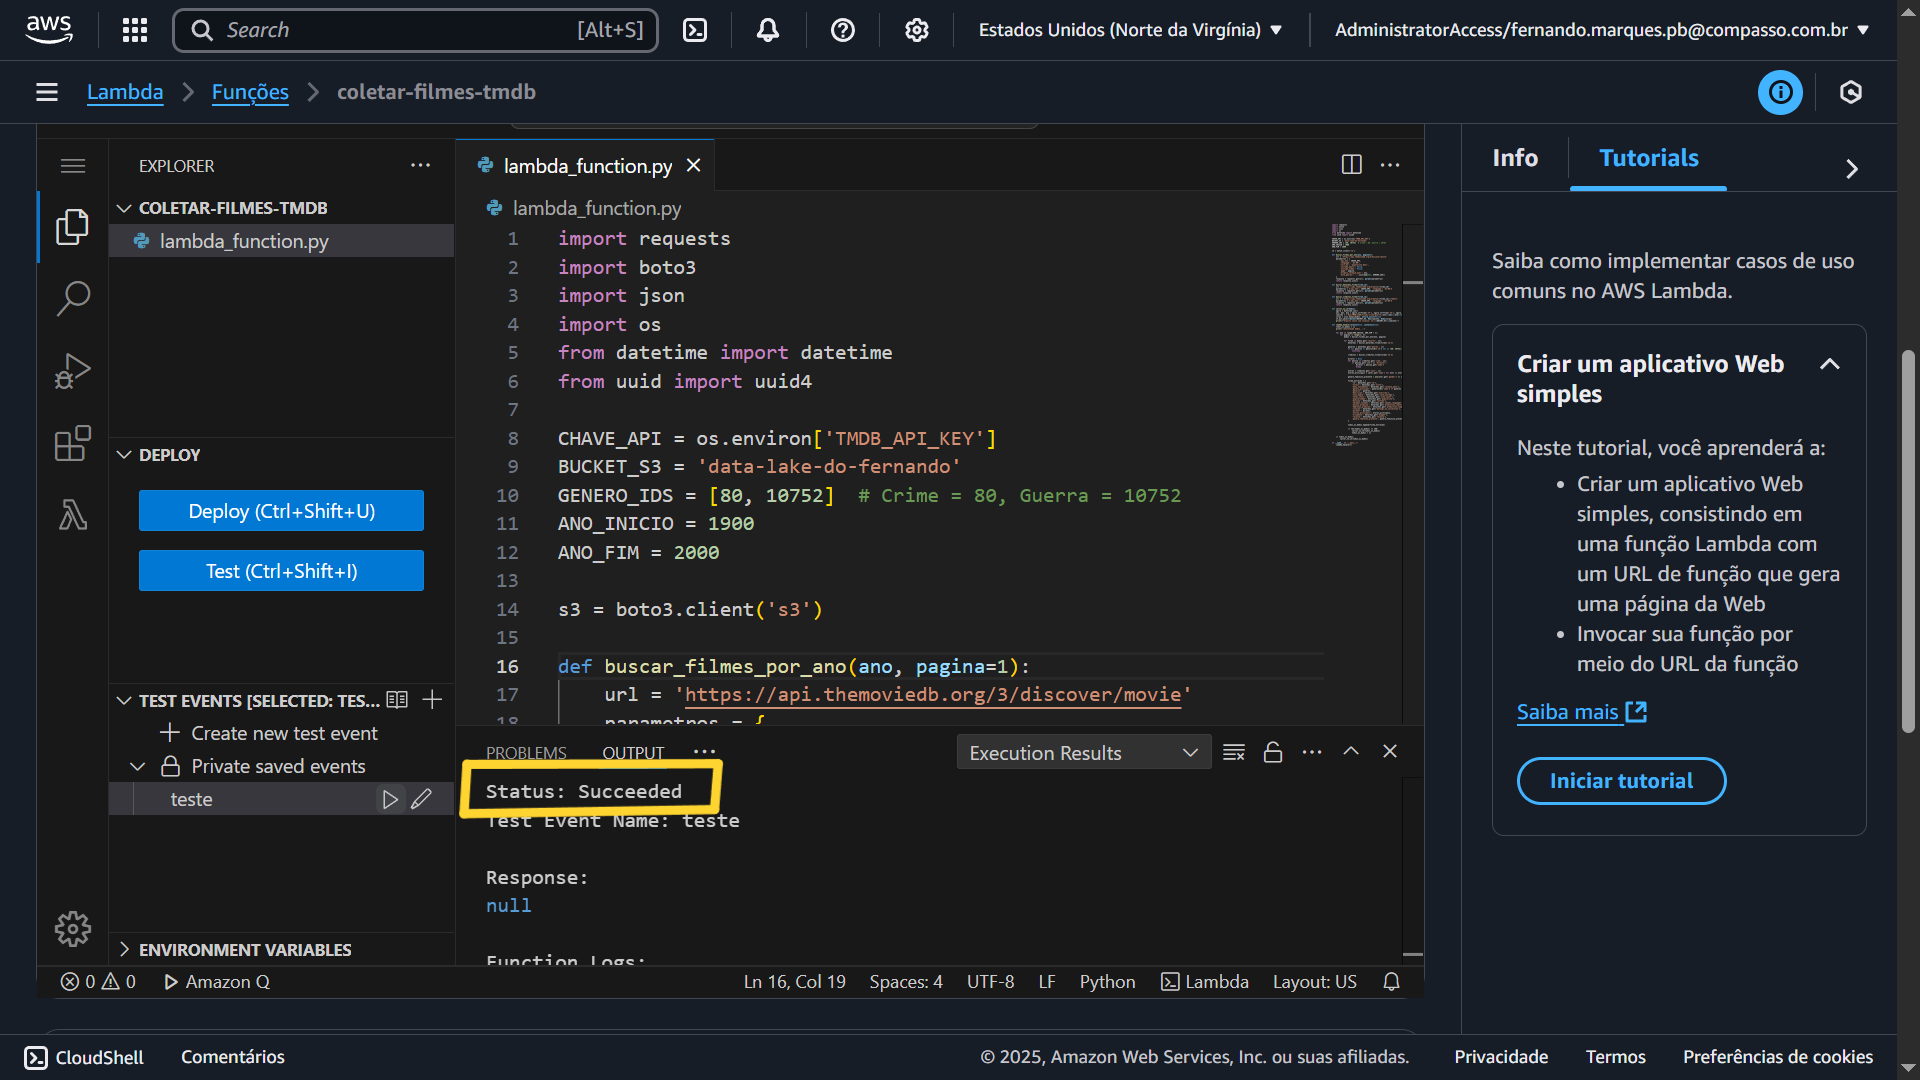 aws
Search
[Alt+S]
Estados Unidos (Norte da Virgínia)
AdministratorAccess/fernando.marques.pb@compasso.com.br
Lambda
Funções
coletar-filmes-tmdb
EXPLORER
COLETAR-FILMES-TMDB
lambda_function.py
DEPLOY
Deploy (Ctrl+Shift+U)
Test (Ctrl+Shift+I)
TEST EVENTS [SELECTED: TES...
Create new test event
Private saved events
teste
ENVIRONMENT VARIABLES
lambda_function.py
lambda_function.py
1 import requests
2 import boto3
3 import json
4 import os
5 from datetime import datetime
6 from uuid import uuid4
7
8 CHAVE_API = os.environ['TMDB_API_KEY']
9 BUCKET_S3 = 'data-lake-do-fernando'
10 GENERO_IDS = [80, 10752]  # Crime = 80, Guerra = 10752
11 ANO_INICIO = 1900
12 ANO_FIM = 2000
13
14 s3 = boto3.client('s3')
15
16 def buscar_filmes_por_ano(ano, pagina=1):
17 url = 'https://api.themoviedb.org/3/discover/movie'
18 parametros = {
PROBLEMS
OUTPUT
Execution Results
Status: Succeeded
Test Event Name: teste
Response:
null
Function Logs:
0
0
Amazon Q
Ln 16, Col 19
Spaces: 4
UTF-8
LF
Python
Lambda
Layout: US
Info
Tutorials
Saiba como implementar casos de uso
comuns no AWS Lambda.
Criar um aplicativo Web
simples
Neste tutorial, você aprenderá a:
• Criar um aplicativo Web
simples, consistindo em
uma função Lambda com
um URL de função que gera
uma página da Web
• Invocar sua função por
meio do URL da função
Saiba mais
Iniciar tutorial
CloudShell
Comentários
© 2025, Amazon Web Services, Inc. ou suas afiliadas.
Privacidade
Termos
Preferências de cookies